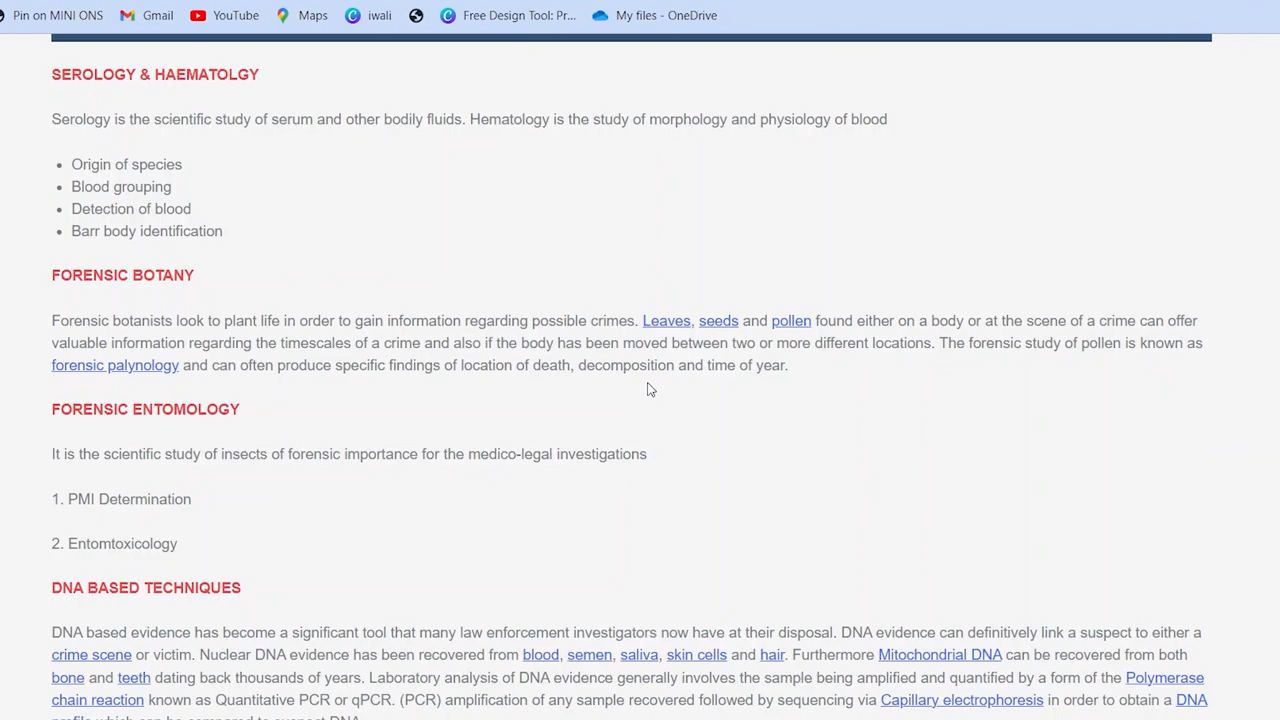 Pin on MINI ONS Gmail YouTube Maps iwali Free Design Tool: Pr... My files - OneDrive
SEROLOGY & HAEMATOLGY
Serology is the scientific study of serum and other bodily fluids. Hematology is the study of morphology and physiology of blood
• Origin of species
• Blood grouping
• Detection of blood
• Barr body identification
FORENSIC BOTANY
Forensic botanists look to plant life in order to gain information regarding possible crimes. Leaves, seeds and pollen found either on a body or at the scene of a crime can offer
valuable information regarding the timescales of a crime and also if the body has been moved between two or more different locations. The forensic study of pollen is known as
forensic palynology and can often produce specific findings of location of death, decomposition and time of year.
FORENSIC ENTOMOLOGY
It is the scientific study of insects of forensic importance for the medico-legal investigations
1. PMI Determination
2. Entomtoxicology
DNA BASED TECHNIQUES
DNA based evidence has become a significant tool that many law enforcement investigators now have at their disposal. DNA evidence can definitively link a suspect to either a
crime scene or victim. Nuclear DNA evidence has been recovered from blood, semen, saliva, skin cells and hair. Furthermore Mitochondrial DNA can be recovered from both
bone and teeth dating back thousands of years. Laboratory analysis of DNA evidence generally involves the sample being amplified and quantified by a form of the Polymerase
chain reaction known as Quantitative PCR or qPCR. (PCR) amplification of any sample recovered followed by sequencing via Capillary electrophoresis in order to obtain a DNA
profile which can be compared to suspect DNA.